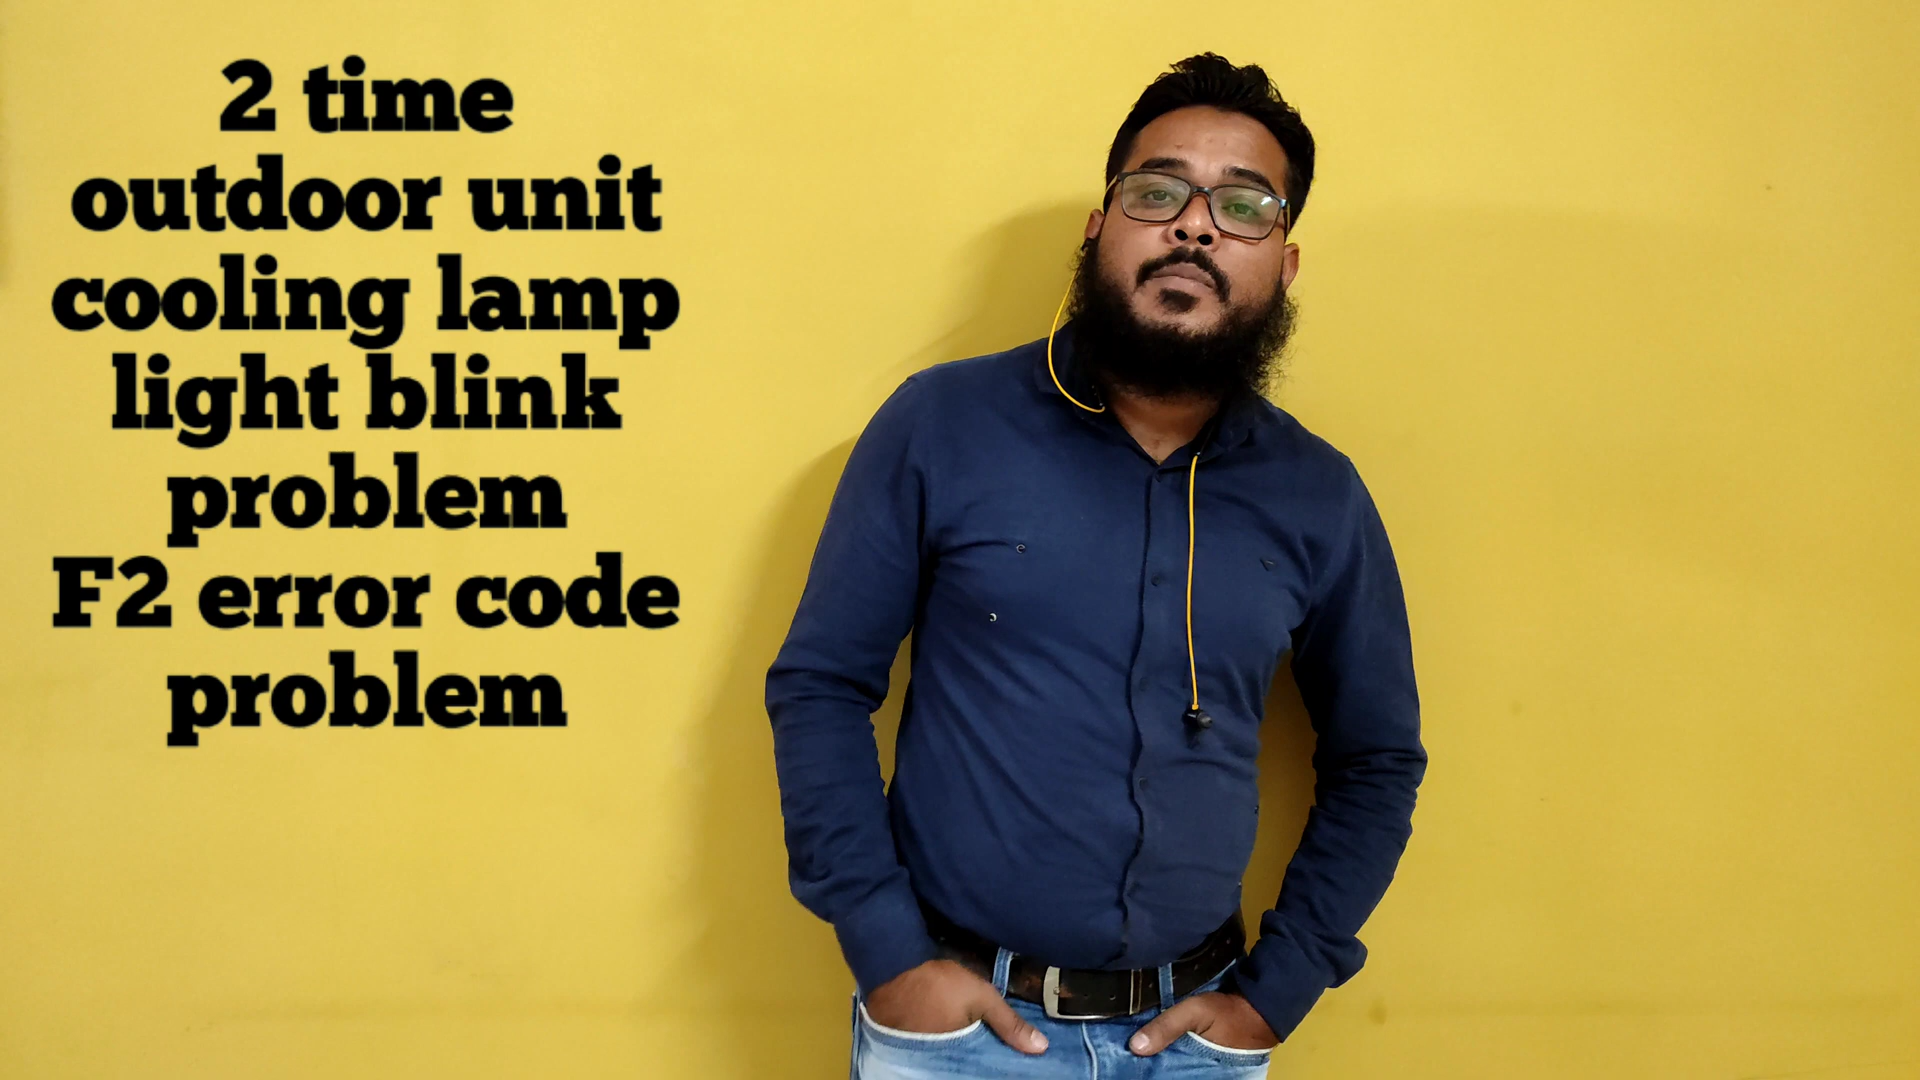 2 time
outdoor unit
cooling lamp
light blink
problem
F2 error code
problem